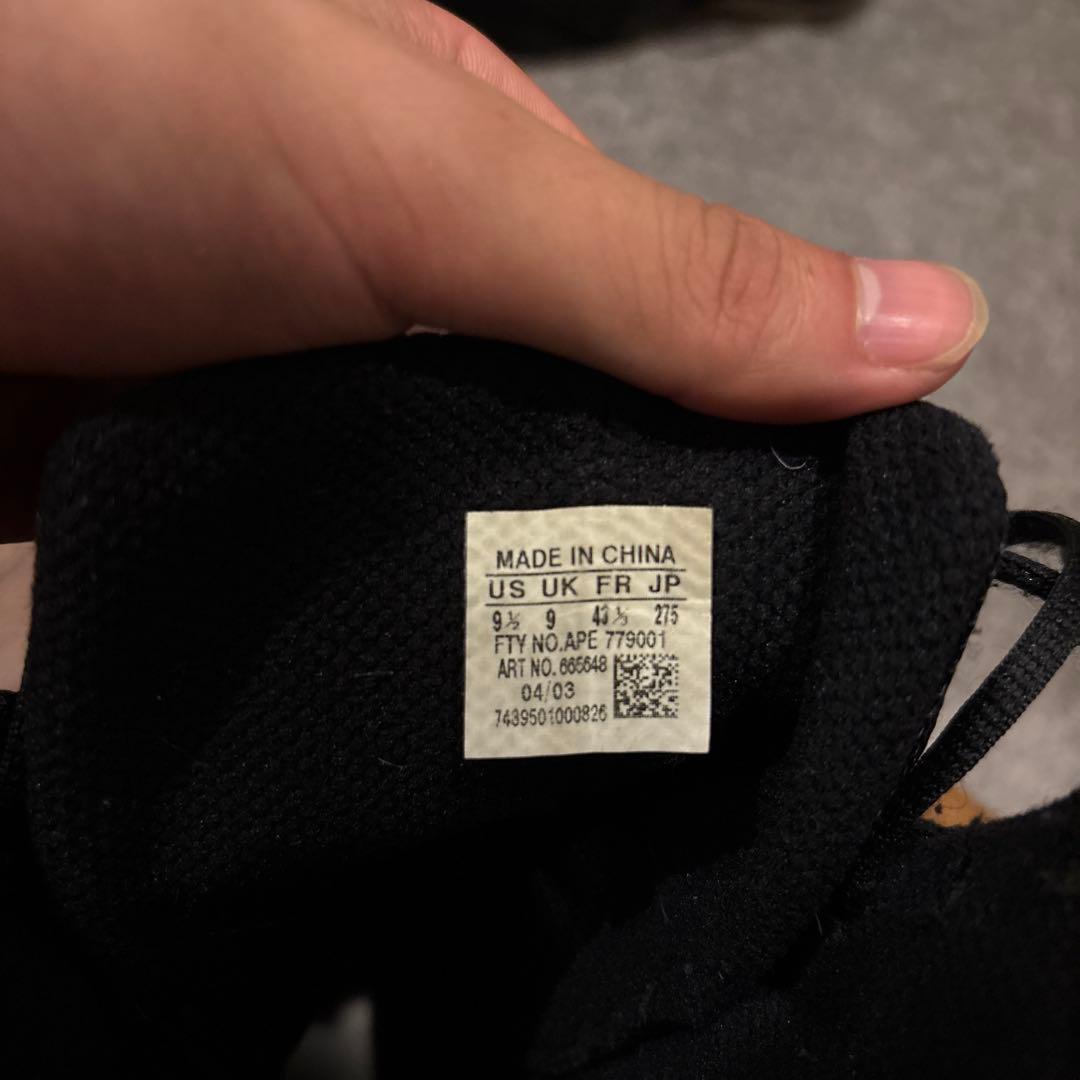 MADE IN CHINA
US UK FR JP
9½ 9 43⅓ 275
FTY NO.APE 779001
ART NO. 665648
04/03
7439501000826